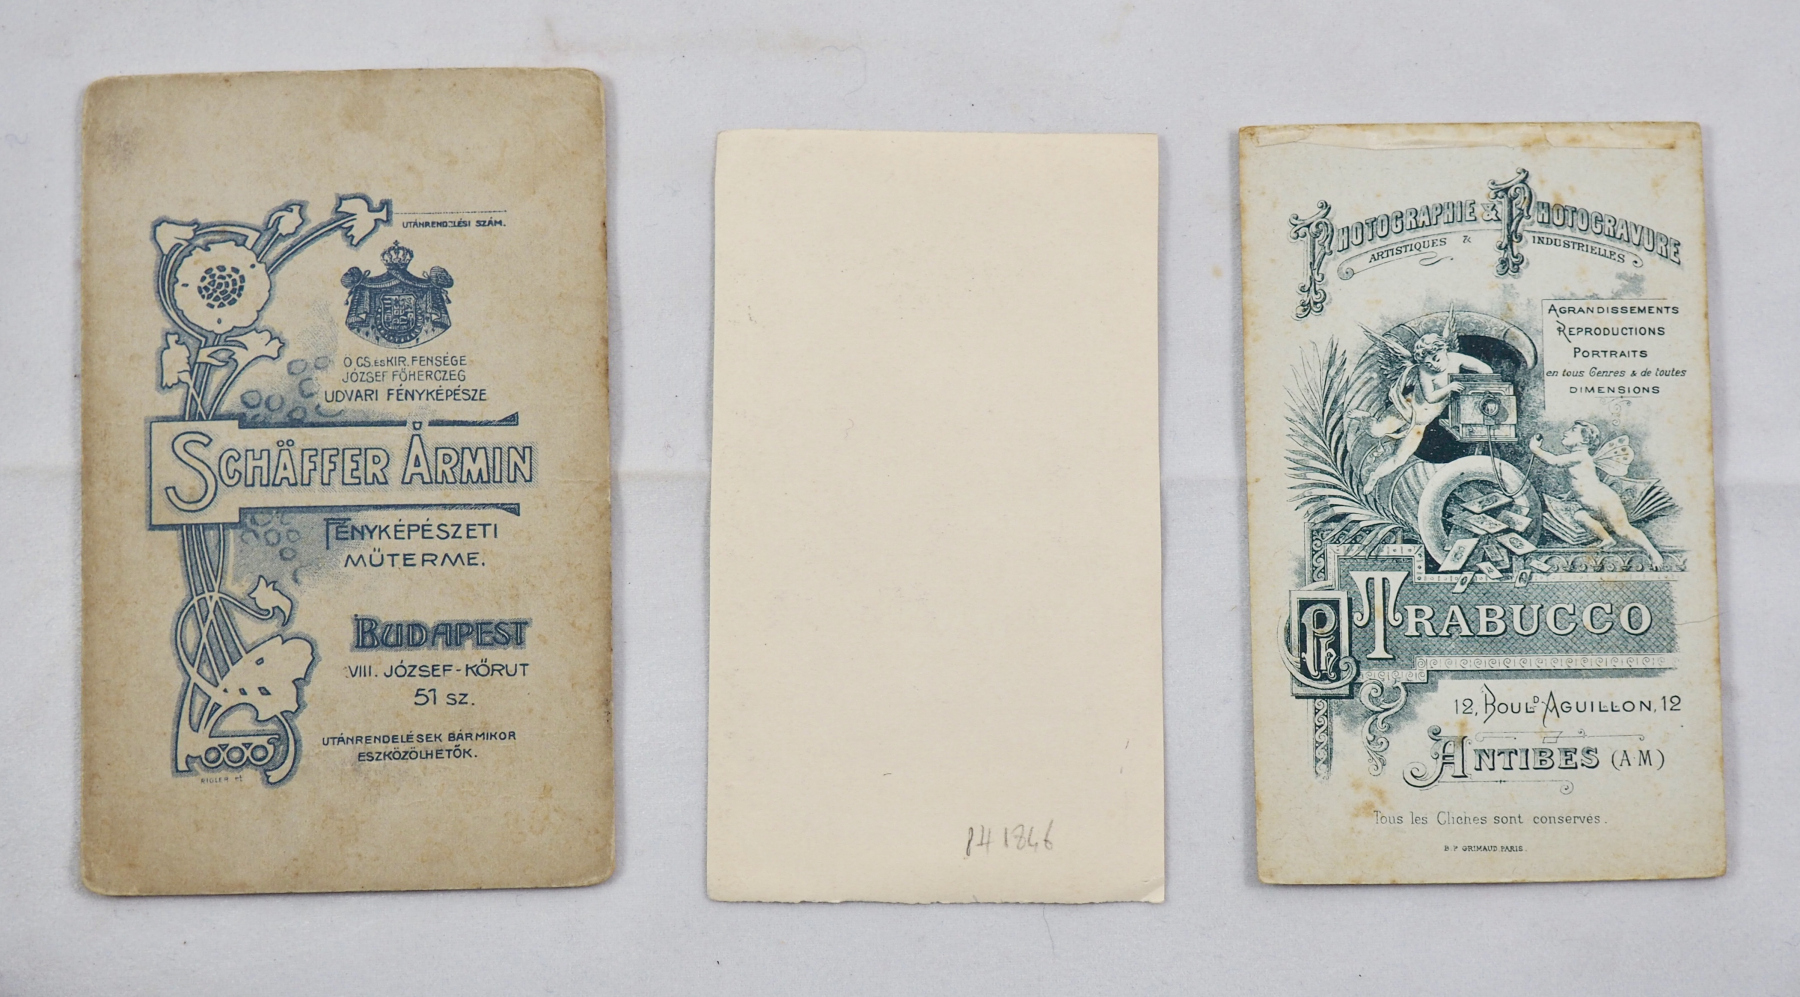 UTÁNRENDELÉSI SZÁM.
Ő CS. ÉS KIR. FENSÉGE
JÓZSEF FŐHERCZEG
UDVARI FÉNYKÉPÉSZE
SCHÄFFER ÁRMIN
FÉNYKÉPÉSZETI
MŰTERME.
BUDAPEST
VIII. JÓZSEF-KÖRUT
51 SZ.
UTÁNRENDELÉSEK BÁRMIKOR
ESZKÖZÖLHETŐK.
1846
PHOTOGRAPHIE & PHOTOGRAVURE
ARTISTIQUES & INDUSTRIELLES
AGRANDISSEMENTS
REPRODUCTIONS
PORTRAITS
en tous Genres & de toutes
DIMENSIONS
Ph
TRABUCCO
12, BOULD AGUILLON, 12
ANTIBES (A-M)
Tous les Clichés sont conservés.
B. P. GRIMAUD. PARIS.